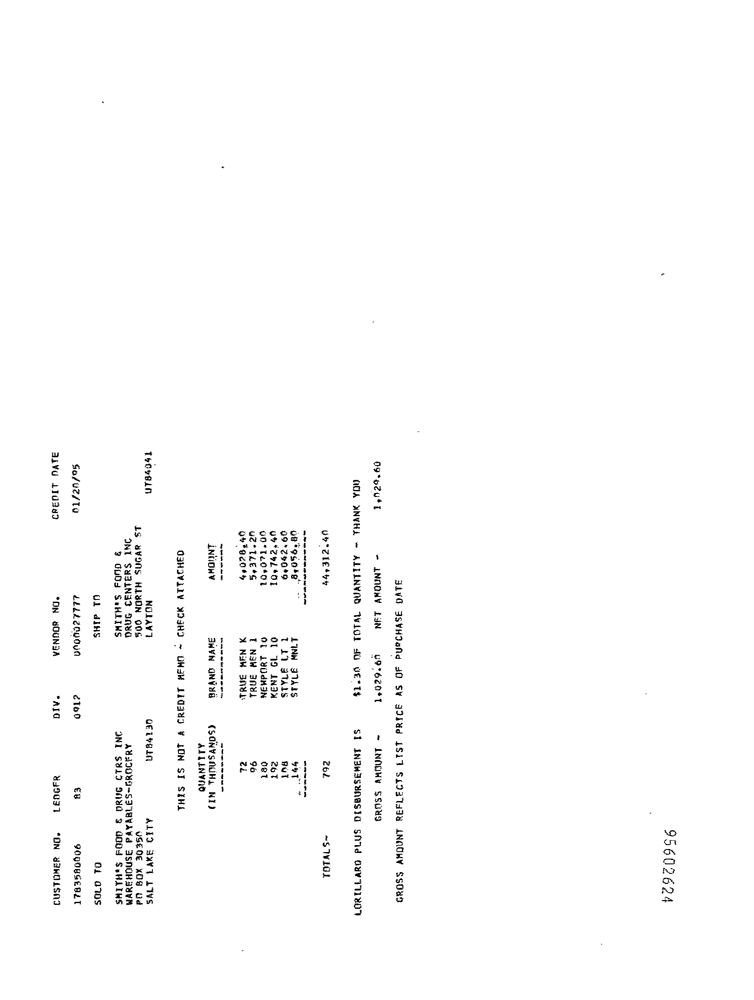 CUSTOMER NO. LEDGER DIV. VENDOR NO. CREDIT DATE
1783580006 83 0912 0000027777 01/20/95
SOLD TO SHIP TO
SMITH'S FOOD & DRUG CTRS INC SMITH'S FOOD &
WAREHOUSE PAYABLES-GROCERY DRUG CENTERS INC
PO BOX 30350 500 NORTH SUGAR ST
SALT LAKE CITY UT84130 LAYTON UT84041
THIS IS NOT A CREDIT MEMO - CHECK ATTACHED
QUANTITY
(IN THOUSANDS) BRAND NAME AMOUNT
-------- ---------- ------
72 TRUE MEN K 4,028.40
96 TRUE MEN 1 5,371.20
180 NEWPORT 10 10,071.00
192 KENT GL 10 10,742.40
108 STYLE LT 1 6,042.60
144 STYLE MNLT 8,056.80
------ ------------
TOTALS- 792 44,312.40
LORILLARD PLUS DISBURSEMENT IS $1.30 OF TOTAL QUANTITY - THANK YOU
GROSS AMOUNT - 1,029.60 NET AMOUNT - 1,029.60
GROSS AMOUNT REFLECTS LIST PRICE AS OF PURCHASE DATE
95602624